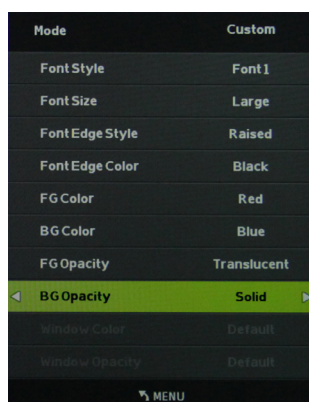 Mode Custom
Font Style Font 1
Font Size Large
Font Edge Style Raised
Font Edge Color Black
FG Color Red
BG Color Blue
FG Opacity Translucent
BG Opacity Solid
Window Color Default
Window Opacity Default
MENU